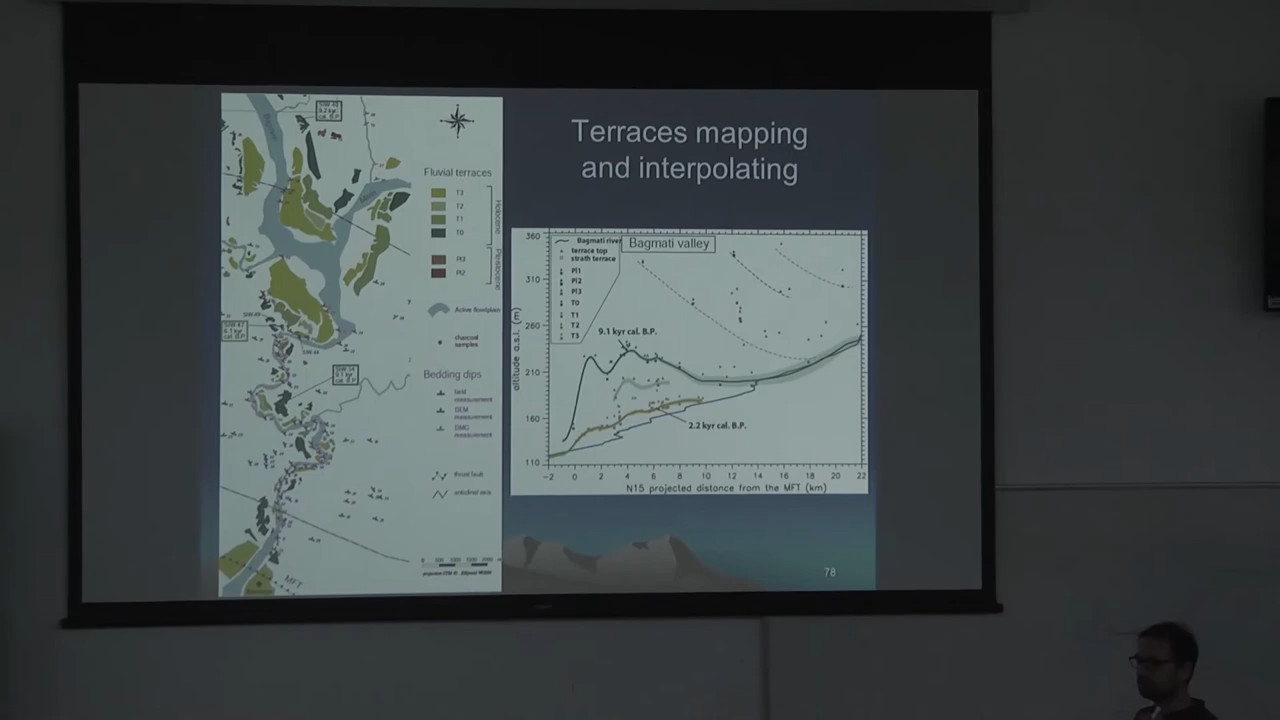 Terraces mapping
and interpolating
Fluvial terraces
T3
T2
T1
T0
Holocene
Pl3
Pl2
Pleistocene
Active floodplain
charcoal
samples
Bedding dips
field
measurement
DEM
measurement
measurement
thrust fault
anticlinal axis
MFT
Bagmati river
terrace top
strath terrace
Pl1
Pl2
Pl3
T0
T1
T2
T3
Bagmati valley
9.1 kyr cal. B.P.
2.2 kyr cal. B.P.
altitude a.s.l. (m)
360
310
260
210
160
110
-2 0 2 4 6 8 10 12 14 16 18 20 22
N15 projected distance from the MFT (km)
78